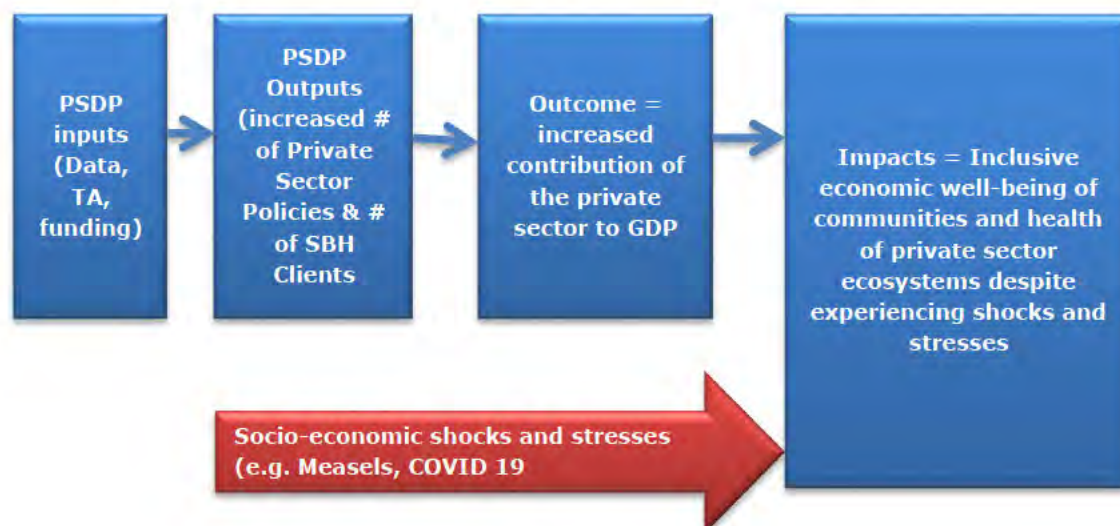 PSDP
inputs
(Data,
TA,
funding)
PSDP
Outputs
(increased #
of Private
Sector
Policies & #
of SBH
Clients
Outcome =
increased
contribution of
the private
sector to GDP
Impacts = Inclusive
economic well-being of
communities and health
of private sector
ecosystems despite
experiencing shocks and
stresses
Socio-economic shocks and stresses
(e.g. Measels, COVID 19